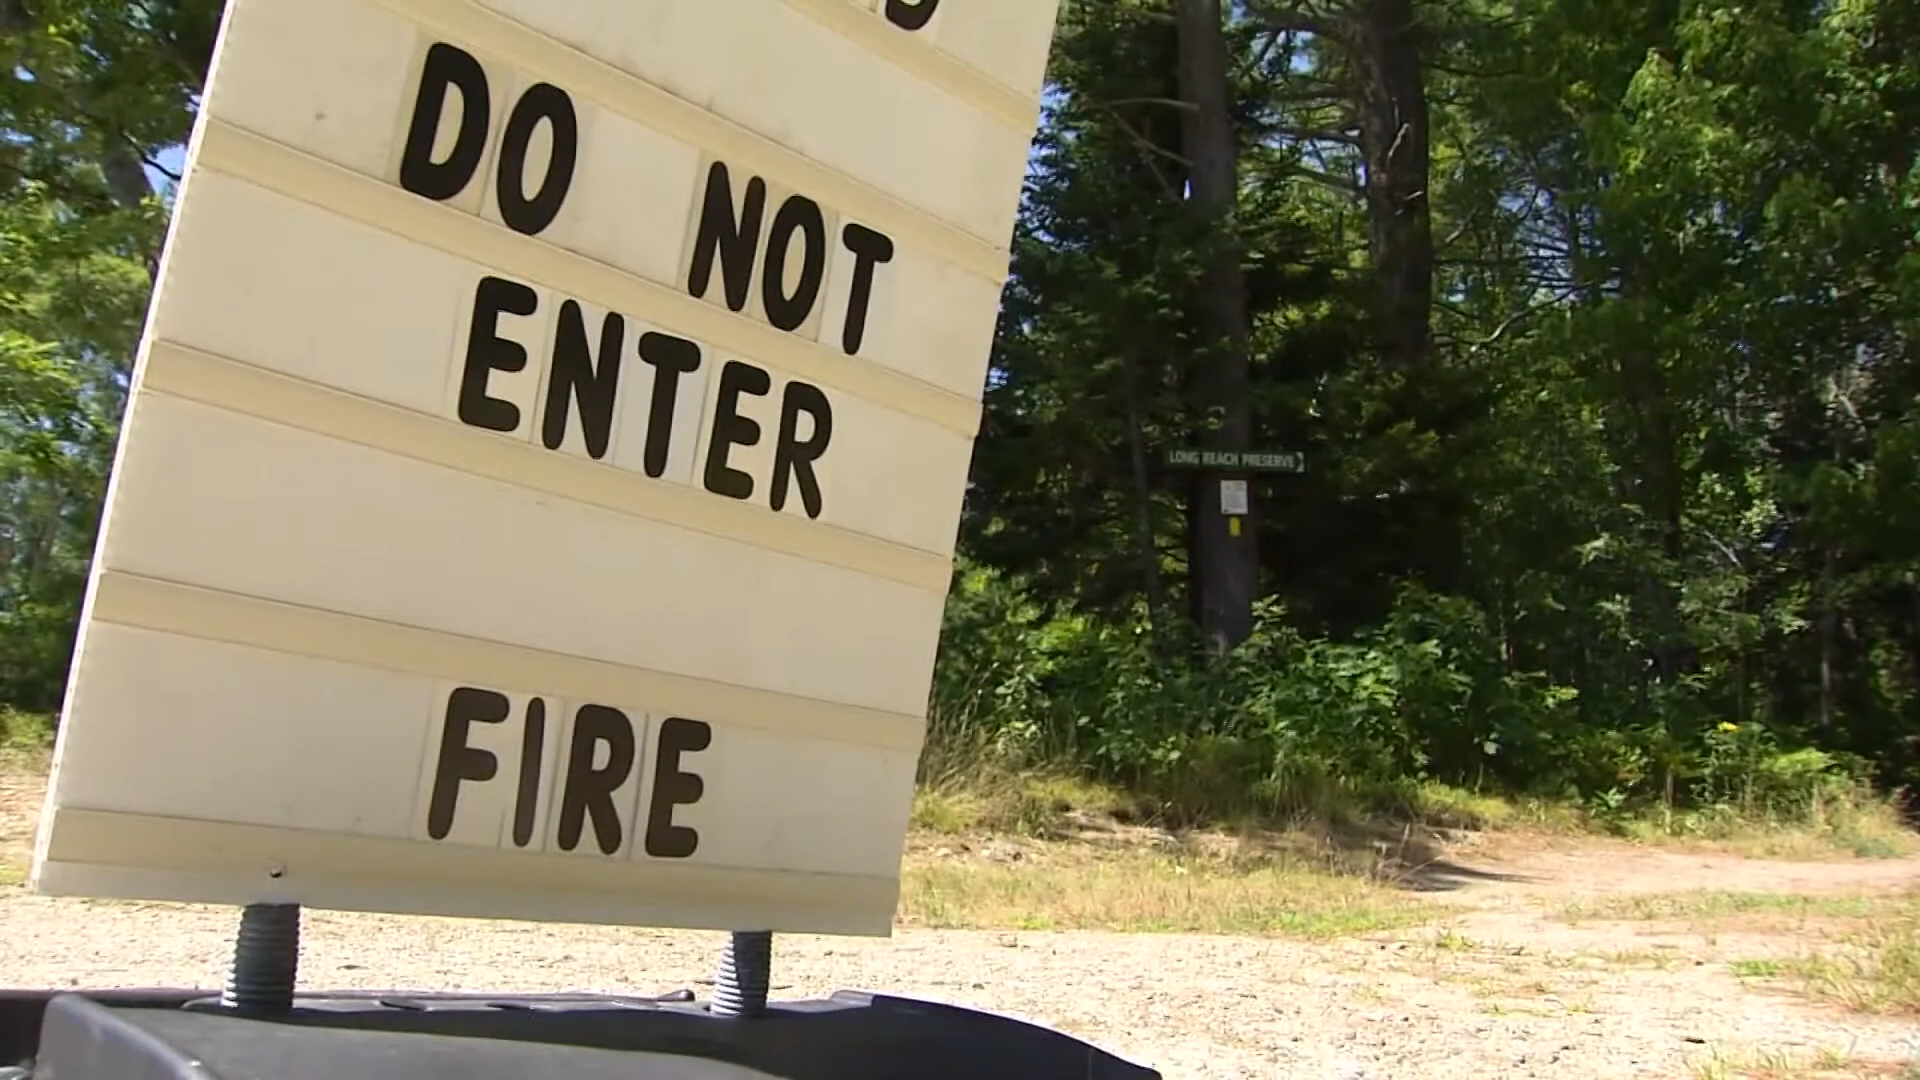 DO NOT
ENTER
FIRE
LONG REACH PRESERVE